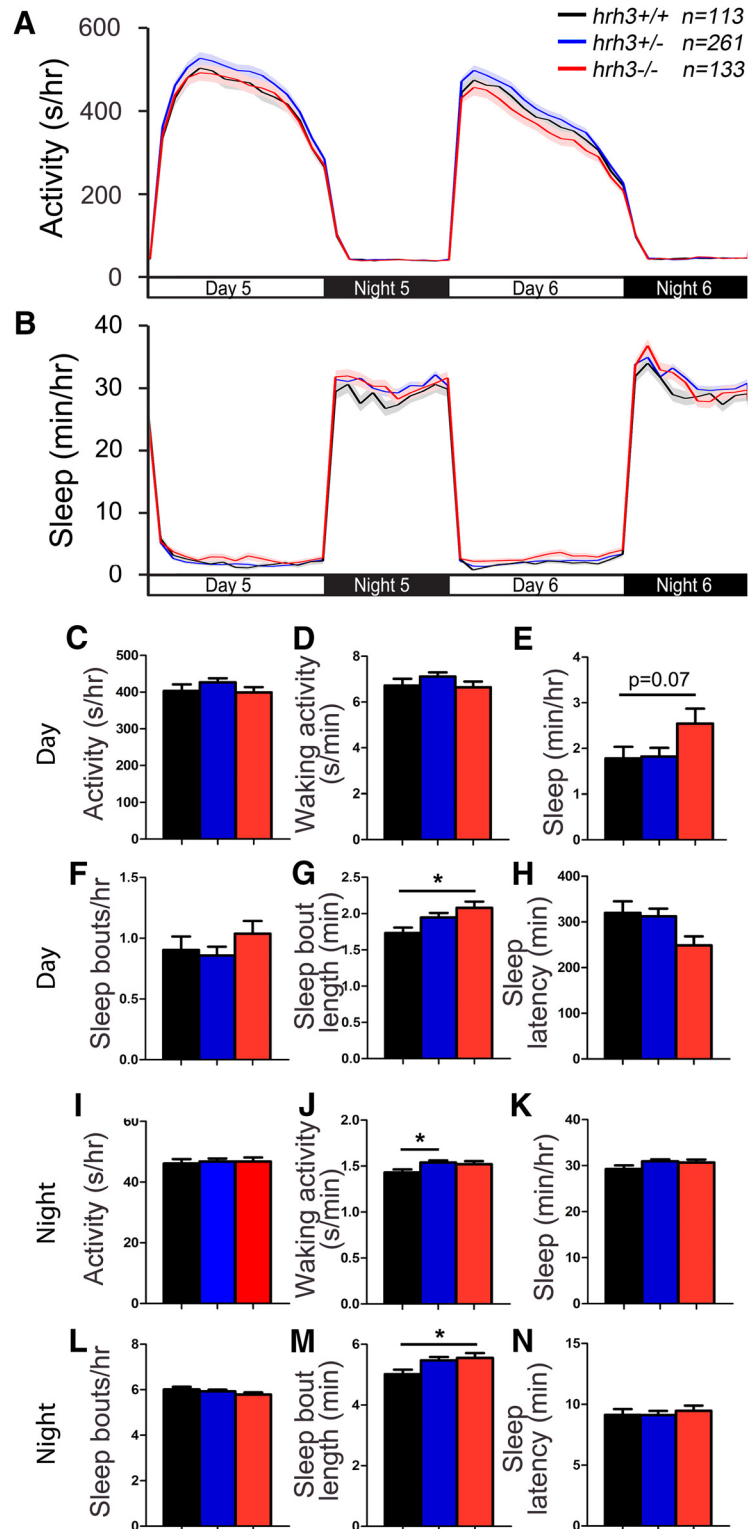 A
600
400
200
0
Activity (s/hr)
hrh3+/+ n=113
hrh3+/- n=261
hrh3-/- n=133
Day 5 Night 5 Day 6 Night 6
B
40
30
20
10
0
Sleep (min/hr)
Day 5 Night 5 Day 6 Night 6
Day
C
500
400
300
200
100
0
Activity (s/hr)
D
8
6
4
2
0
Waking activity
(s/min)
E
4
3
2
1
0
Sleep (min/hr)
p=0.07
Day
F
1.5
1.0
0.5
0.0
Sleep bouts/hr
G
2.5
2.0
1.5
1.0
0.5
0.0
Sleep bout
length (min)
*
H
400
300
200
100
0
Sleep
latency (min)
Night
I
60
40
20
0
Activity (s/hr)
J
2.0
1.5
1.0
0.5
0.0
Waking activity
(s/min)
*
K
40
30
20
10
0
Sleep (min/hr)
Night
L
8
6
4
2
0
Sleep bouts/hr
M
6
4
2
0
Sleep bout
length (min)
*
N
15
10
5
0
Sleep
latency (min)